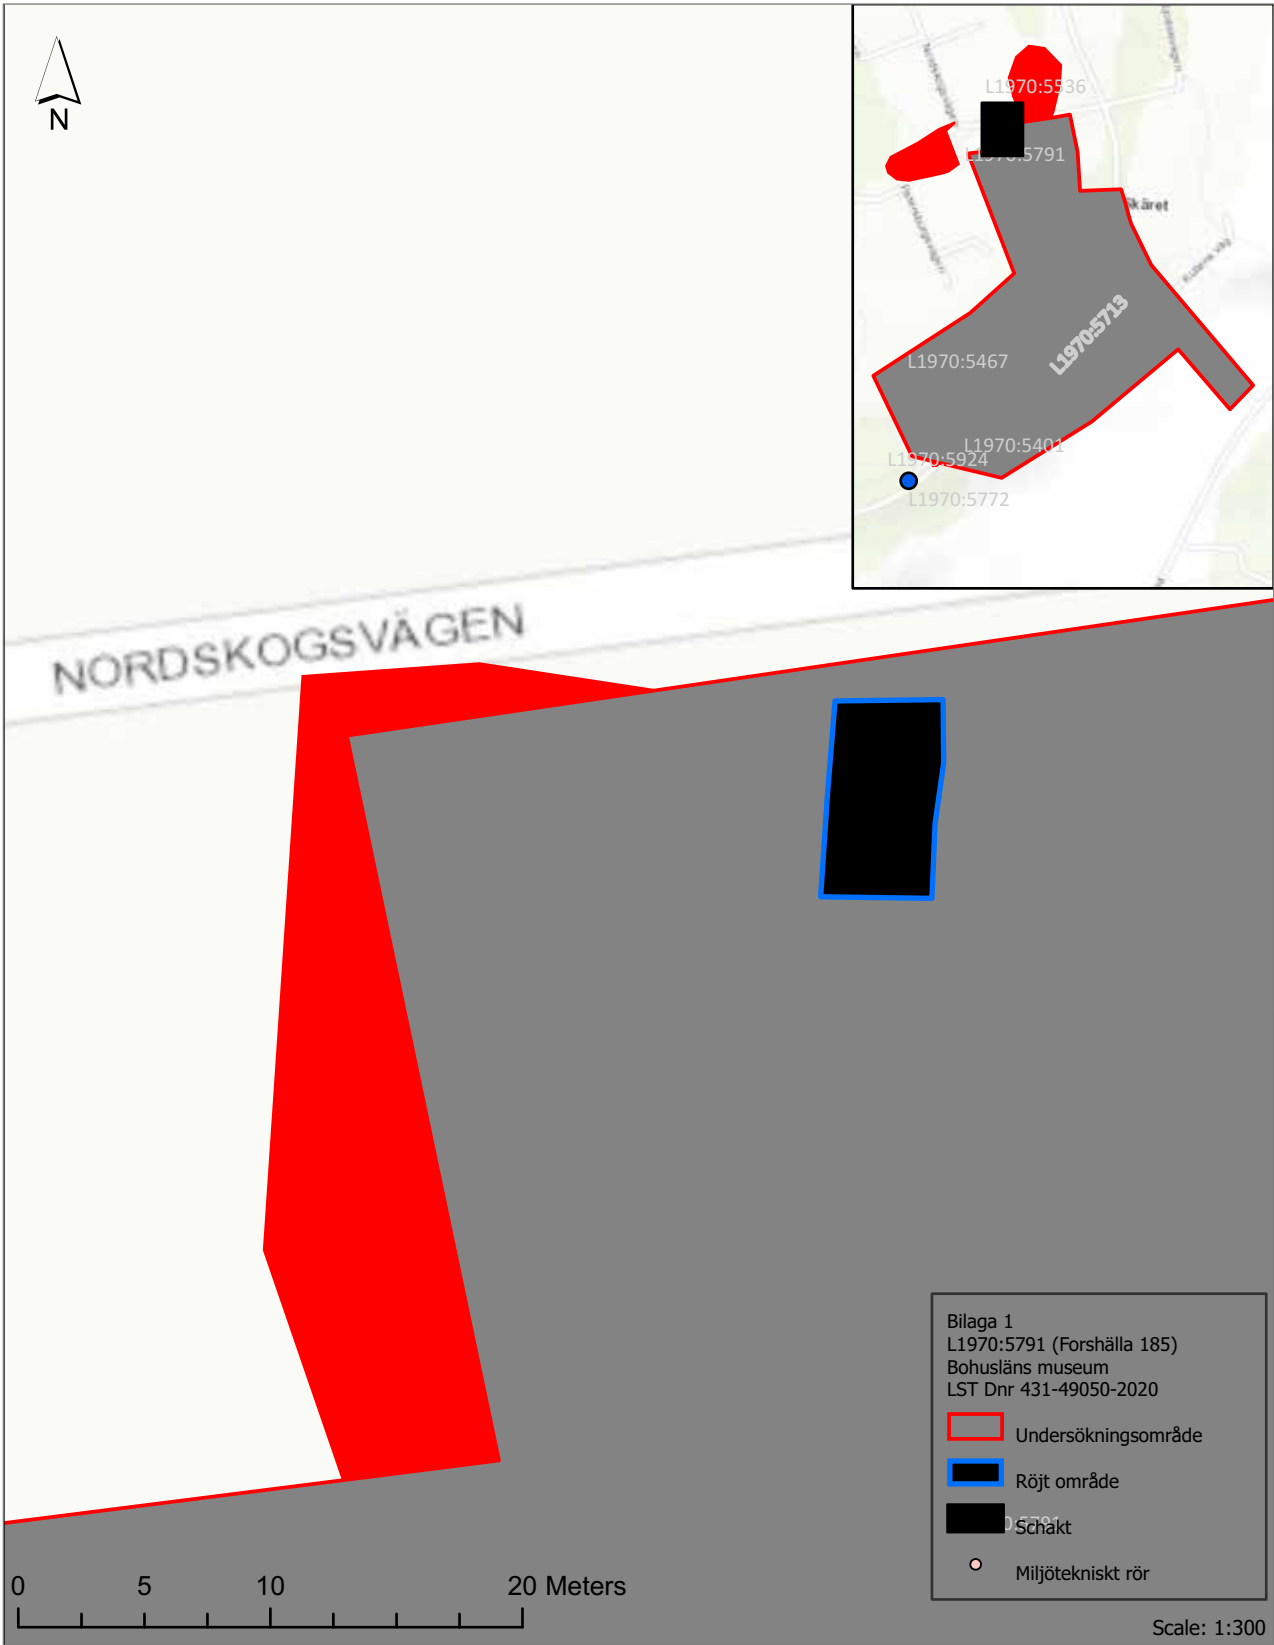 N
NORDSKOGSVÄGEN
L1970:5536
Nordskogsvägen
L1970:5791
Skäret
L1970:5713
L1970:5467
L1970:5401
L1970:5924
L1970:5772
Bilaga 1
L1970:5791 (Forshälla 185)
Bohusläns museum
LST Dnr 431-49050-2020
Undersökningsområde
Röjt område
Schakt
Miljötekniskt rör
0 5 10 20 Meters
Scale: 1:300